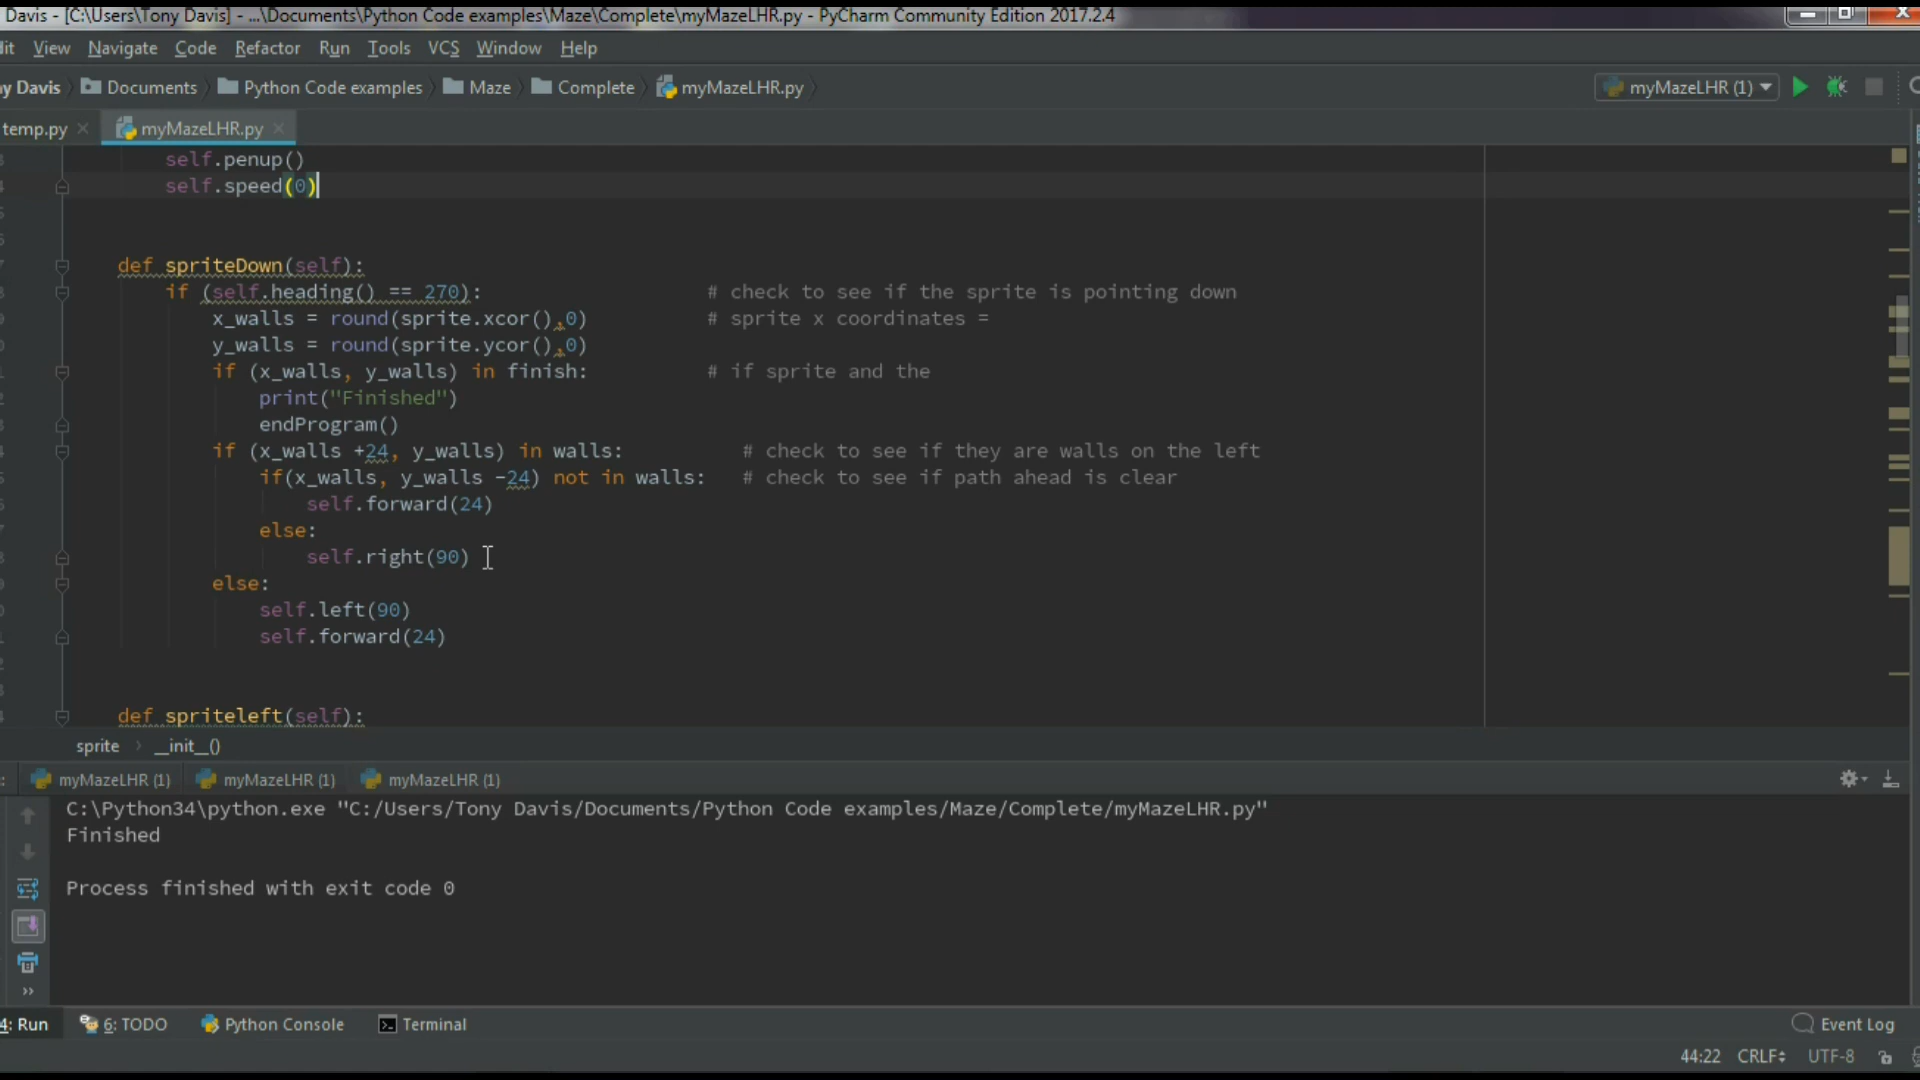 Davis - [C:\Users\Tony Davis] - ...\Documents\Python Code examples\Maze\Complete\myMazeLHR.py - PyCharm Community Edition 2017.2.4
dit View Navigate Code Refactor Run Tools VCS Window Help
y Davis Documents Python Code examples Maze Complete myMazeLHR.py myMazeLHR (1)
temp.py myMazeLHR.py
self.penup()
self.speed(0)
def spriteDown(self):
if (self.heading() == 270): # check to see if the sprite is pointing down
x_walls = round(sprite.xcor(),0) # sprite x coordinates =
y_walls = round(sprite.ycor(),0)
if (x_walls, y_walls) in finish: # if sprite and the
print("Finished")
endProgram()
if (x_walls +24, y_walls) in walls: # check to see if they are walls on the left
if(x_walls, y_walls -24) not in walls: # check to see if path ahead is clear
self.forward(24)
else:
self.right(90)
else:
self.left(90)
self.forward(24)
def spriteleft(self):
sprite __init__()
myMazeLHR (1) myMazeLHR (1) myMazeLHR (1)
C:\Python34\python.exe "C:/Users/Tony Davis/Documents/Python Code examples/Maze/Complete/myMazeLHR.py"
Finished
Process finished with exit code 0
4: Run 6: TODO Python Console Terminal Event Log
44:22 CRLF UTF-8